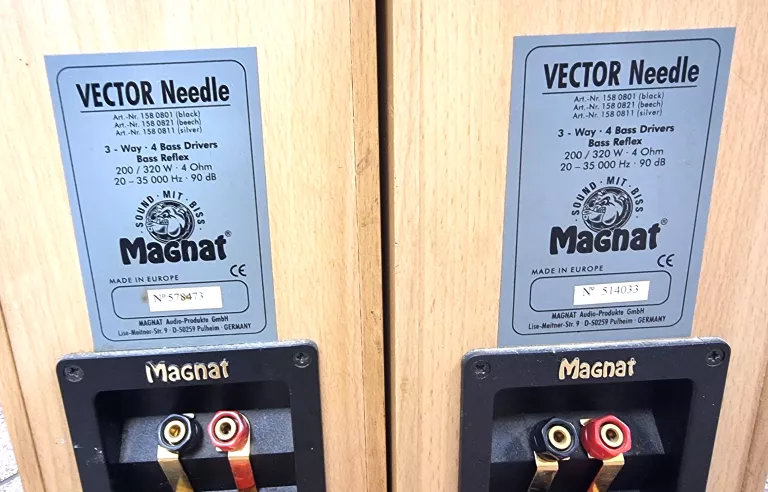 VECTOR Needle
Art.-Nr. 158 0801 (black)
Art.-Nr. 158 0821 (beech)
Art.-Nr. 158 0811 (silver)
3 - Way · 4 Bass Drivers
Bass Reflex
200 / 320 W · 4 Ohm
20 – 35 000 Hz · 90 dB
SOUND · MIT · BISS
Magnat®
MADE IN EUROPE CE
Nº 578473
MAGNAT Audio-Produkte GmbH
Lise-Meitner-Str. 9 · D-50259 Pulheim · GERMANY
Magnat
VECTOR Needle
Art.-Nr. 158 0801 (black)
Art.-Nr. 158 0821 (beech)
Art.-Nr. 158 0811 (silver)
3 - Way · 4 Bass Drivers
Bass Reflex
200 / 320 W · 4 Ohm
20 – 35 000 Hz · 90 dB
SOUND · MIT · BISS
Magnat®
MADE IN EUROPE CE
Nº 514033
MAGNAT Audio-Produkte GmbH
Lise-Meitner-Str. 9 · D-50259 Pulheim · GERMANY
Magnat